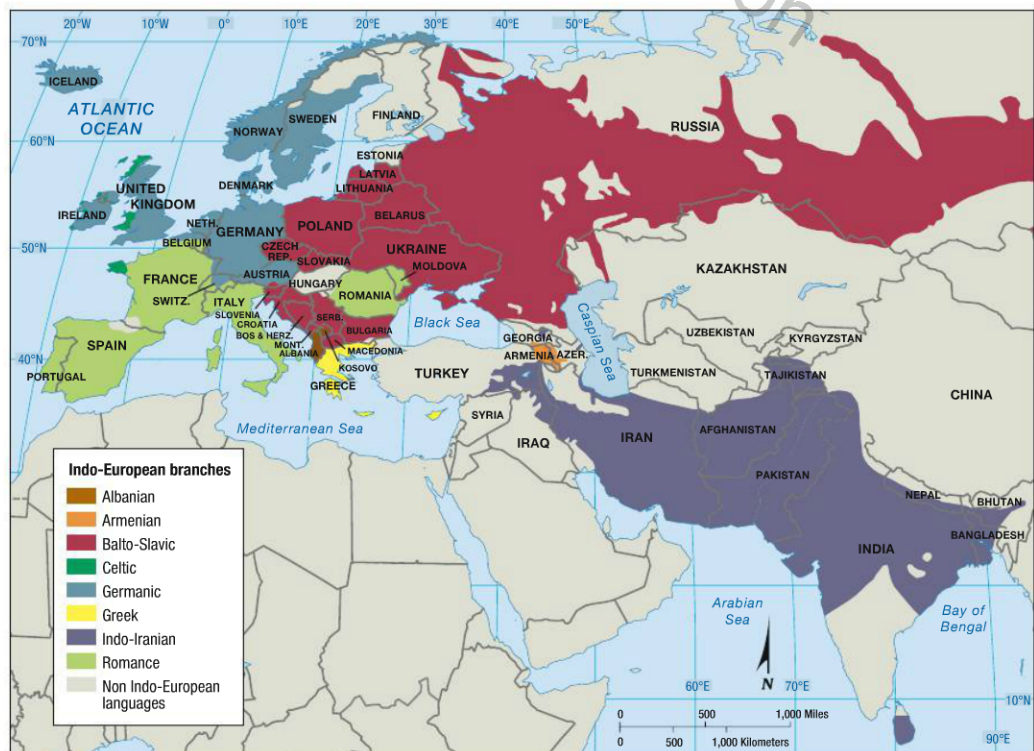 on
20°W
10°W
0°
10°E
20°E
30°E
40°E
50°E
70°N
60°N
50°N
40°N
ICELAND
ATLANTIC
OCEAN
NORWAY
SWEDEN
FINLAND
RUSSIA
ESTONIA
LATVIA
LITHUANIA
DENMARK
UNITED
KINGDOM
IRELAND
NETH.
BELGIUM
GERMANY
POLAND
BELARUS
CZECH
REP.
SLOVAKIA
UKRAINE
MOLDOVA
FRANCE
SWITZ.
AUSTRIA
HUNGARY
ROMANIA
ITALY
SLOVENIA
CROATIA
BOS & HERZ.
SERB.
MONT.
ALBANIA
BULGARIA
MACEDONIA
KOSOVO
GREECE
SPAIN
PORTUGAL
Black Sea
Caspian Sea
KAZAKHSTAN
GEORGIA
ARMENIA
AZER.
UZBEKISTAN
KYRGYZSTAN
TURKMENISTAN
TAJIKISTAN
TURKEY
CHINA
SYRIA
IRAQ
IRAN
AFGHANISTAN
PAKISTAN
NEPAL
BHUTAN
BANGLADESH
INDIA
Mediterranean Sea
Arabian
Sea
Bay of
Bengal
Indo-European branches
Albanian
Armenian
Balto-Slavic
Celtic
Germanic
Greek
Indo-Iranian
Romance
Non Indo-European
languages
N
60°E
70°E
10°N
90°E
0 500 1,000 Miles
0 500 1,000 Kilometers